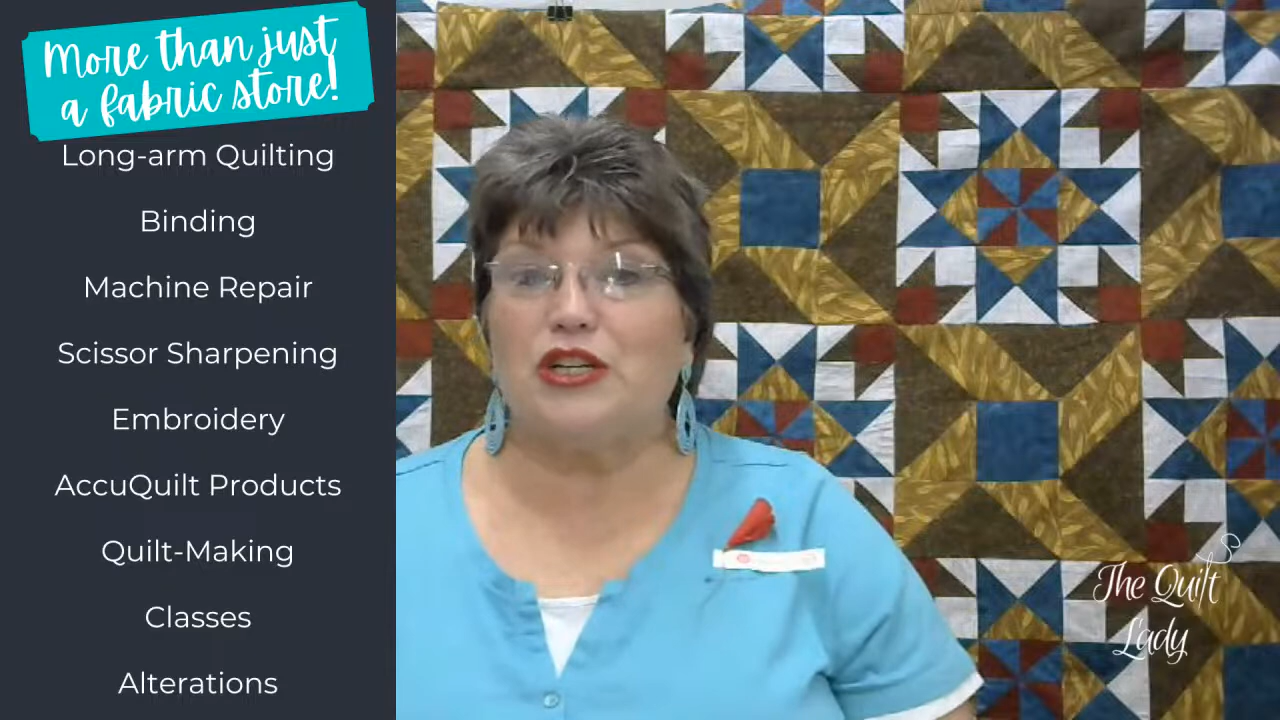 More than just
a fabric store!
Long-arm Quilting
Binding
Machine Repair
Scissor Sharpening
Embroidery
AccuQuilt Products
Quilt-Making
Classes
Alterations
The Quilt
Lady